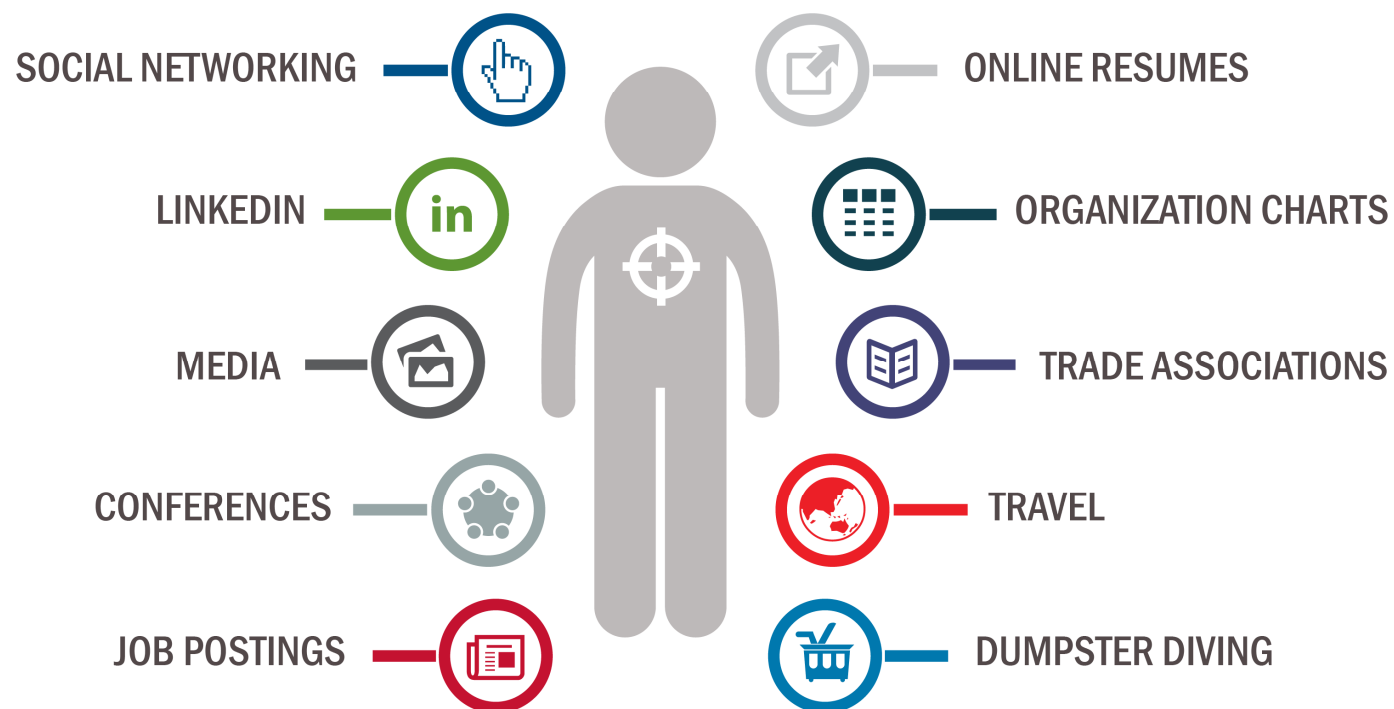 SOCIAL NETWORKING
ONLINE RESUMES
LINKEDIN
in
ORGANIZATION CHARTS
MEDIA
TRADE ASSOCIATIONS
CONFERENCES
TRAVEL
JOB POSTINGS
DUMPSTER DIVING